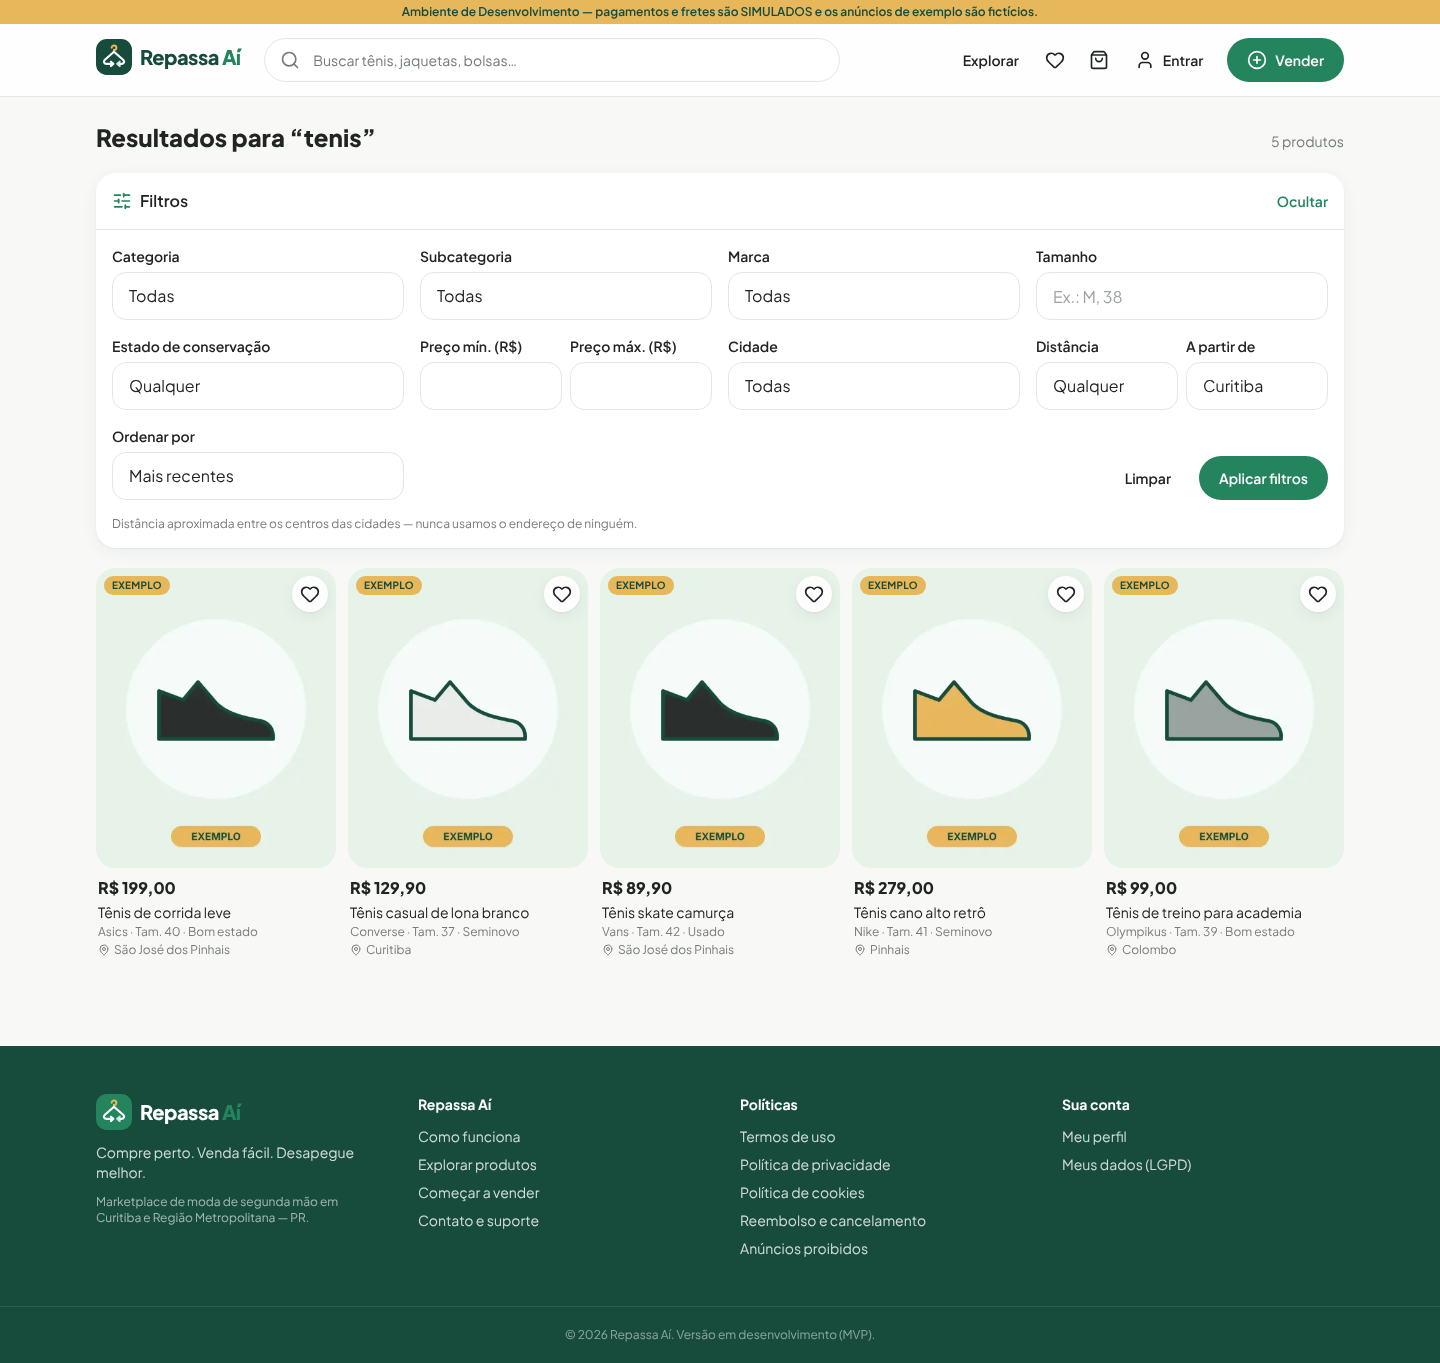 Ambiente de Desenvolvimento — pagamentos e fretes são SIMULADOS e os anúncios de exemplo são fictícios.
Repassa Aí
Buscar tênis, jaquetas, bolsas…
Explorar
Entrar
Vender
Resultados para “tenis”
5 produtos
Filtros
Ocultar
Categoria
Todas
Subcategoria
Todas
Marca
Todas
Tamanho
Ex.: M, 38
Estado de conservação
Qualquer
Preço mín. (R$)
Preço máx. (R$)
Cidade
Todas
Distância
Qualquer
A partir de
Curitiba
Ordenar por
Mais recentes
Limpar
Aplicar filtros
Distância aproximada entre os centros das cidades — nunca usamos o endereço de ninguém.
EXEMPLO
EXEMPLO
R$ 199,00
Tênis de corrida leve
Asics · Tam. 40 · Bom estado
São José dos Pinhais
EXEMPLO
EXEMPLO
R$ 129,90
Tênis casual de lona branco
Converse · Tam. 37 · Seminovo
Curitiba
EXEMPLO
EXEMPLO
R$ 89,90
Tênis skate camurça
Vans · Tam. 42 · Usado
São José dos Pinhais
EXEMPLO
EXEMPLO
R$ 279,00
Tênis cano alto retrô
Nike · Tam. 41 · Seminovo
Pinhais
EXEMPLO
EXEMPLO
R$ 99,00
Tênis de treino para academia
Olympikus · Tam. 39 · Bom estado
Colombo
Repassa Aí
Compre perto. Venda fácil. Desapegue
melhor.
Marketplace de moda de segunda mão em
Curitiba e Região Metropolitana — PR.
Repassa Aí
Como funciona
Explorar produtos
Começar a vender
Contato e suporte
Políticas
Termos de uso
Política de privacidade
Política de cookies
Reembolso e cancelamento
Anúncios proibidos
Sua conta
Meu perfil
Meus dados (LGPD)
© 2026 Repassa Aí. Versão em desenvolvimento (MVP).